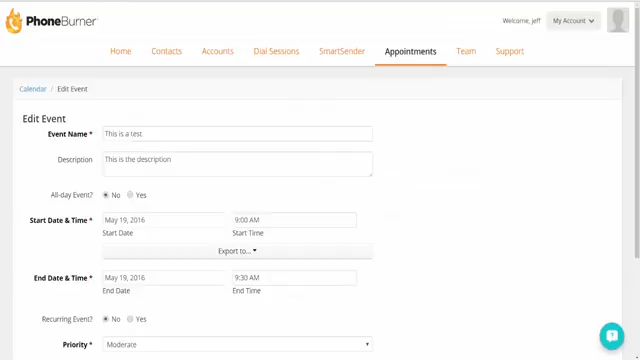 PhoneBurner
Welcome, jeff
My Account
Home Contacts Accounts Dial Sessions SmartSender Appointments Team Support
Calendar / Edit Event
Edit Event
Event Name * This is a test
Description This is the description
All-day Event? No Yes
Start Date & Time * May 19, 2016 9:00 AM
Start Date Start Time
Export to...
End Date & Time * May 19, 2016 9:30 AM
End Date End Time
Recurring Event? No Yes
Priority * Moderate